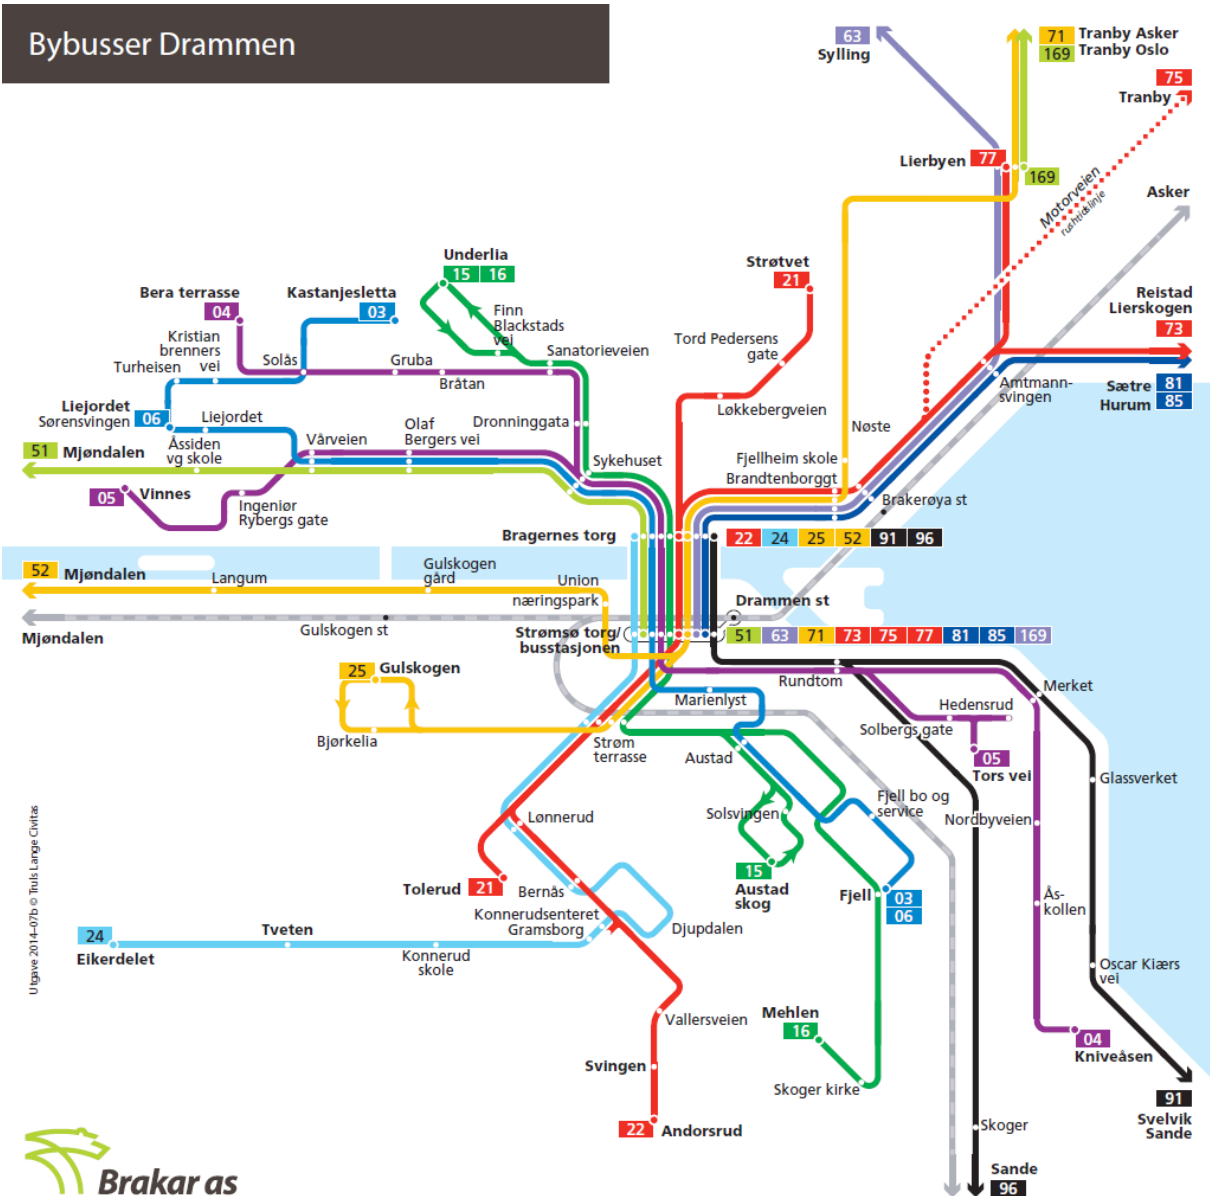 Bybusser Drammen
63
Sylling
71 Tranby Asker
169 Tranby Oslo
75
Tranby
Lierbyen 77
169
Motorveien
rushtidslinje
Asker
Underlia
15 16
Strøtvet
21
Bera terrasse
04
Kastanjesletta
03
Reistad
Lierskogen
73
Finn
Blackstads
vei
Kristian
brenners
vei
Turheisen
Solås
Gruba
Bråtan
Sanatorieveien
Tord Pedersens
gate
Løkkebergveien
Amtmann-
svingen
Sætre 81
Hurum 85
Liejordet
Sørensvingen 06
Liejordet
Dronninggata
Olaf
Bergers vei
Vårveien
Nøste
51 Mjøndalen
Åssiden
vg skole
Sykehuset
Fjellheim skole
Brandtenborggt
05 Vinnes
Ingeniør
Rybergs gate
Brakerøya st
Bragernes torg
22 24 25 52 91 96
52 Mjøndalen
Langum
Gulskogen
gård
Union
næringspark
Drammen st
Mjøndalen
Gulskogen st
Strømsø torg/
busstasjonen
51 63 71 73 75 77 81 85 169
25 Gulskogen
Rundtom
Merket
Marienlyst
Hedensrud
Solbergs gate
Bjørkelia
Strøm
terrasse
Austad
05
Tors vei
Glassverket
Fjell bo og
service
Solsvingen
Nordbyveien
Lønnerud
Tolerud 21
Bernås
15
Austad
skog
Fjell 03
06
Ås-
kollen
Konnerudsenteret
Gramsborg
Djupdalen
24
Eikerdelet
Tveten
Konnerud
skole
Oscar Kiærs
vei
Vallersveien
Mehlen
16
04
Kniveåsen
Svingen
Skoger kirke
91
Svelvik
Sande
22 Andorsrud
Skoger
Sande
96
Utgave 2014–07b © Truls Lange Civitas
Brakar as